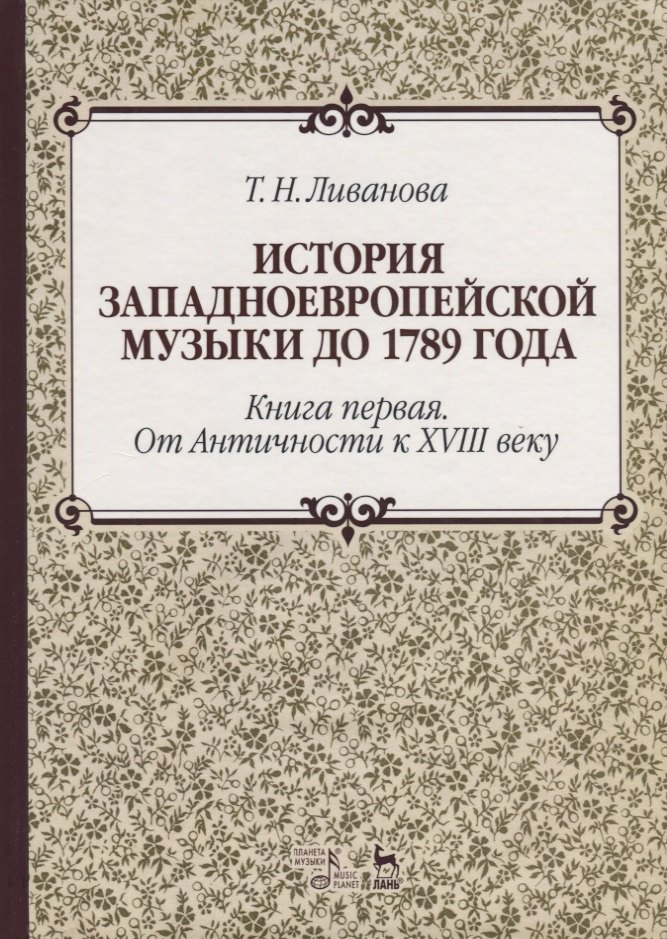 Т. Н. Ливанова
ИСТОРИЯ
ЗАПАДНОЕВРОПЕЙСКОЙ
МУЗЫКИ ДО 1789 ГОДА
Книга первая.
От Античности к XVIII веку
ПЛАНЕТА
МУЗЫКИ
MUSIC
PLANET
®
ЛАНЬ®